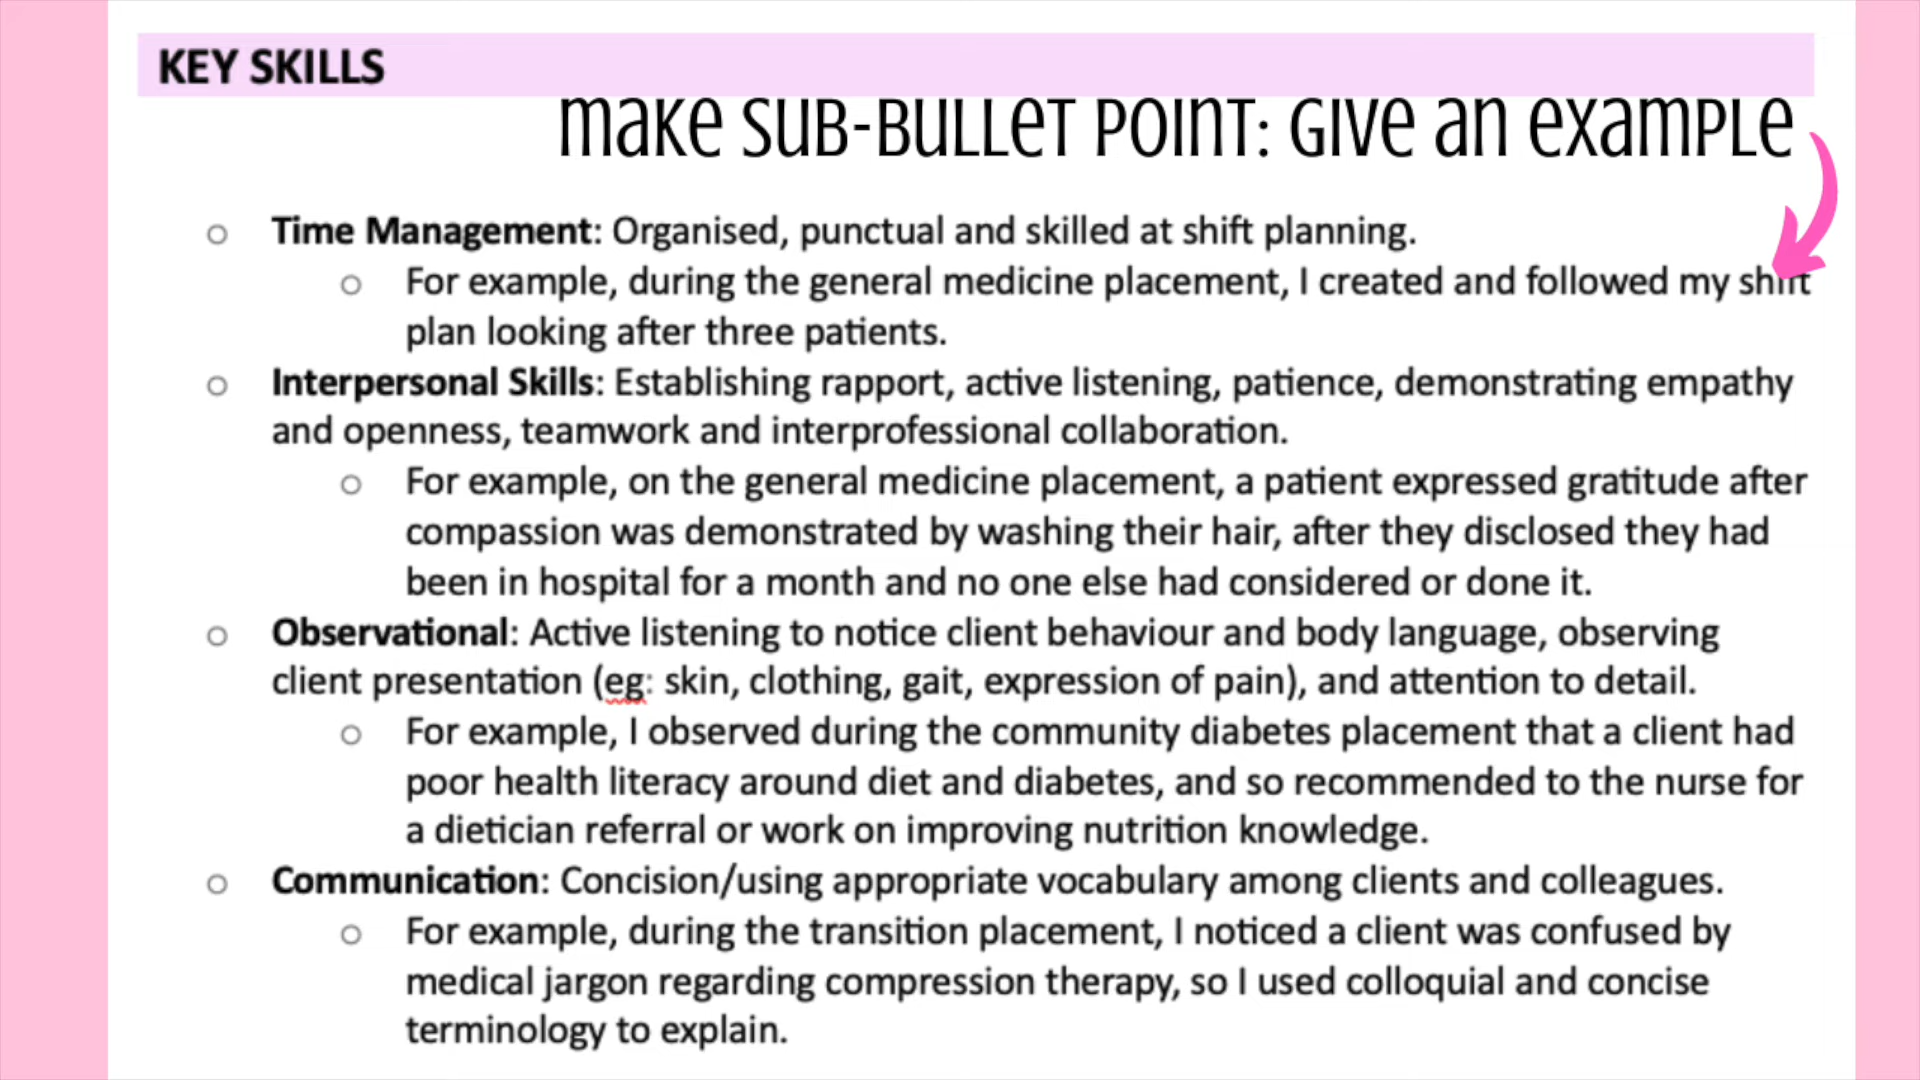 KEY SKILLS
make sub-bullet point: give an example
Time Management: Organised, punctual and skilled at shift planning.
For example, during the general medicine placement, I created and followed my shift
plan looking after three patients.
Interpersonal Skills: Establishing rapport, active listening, patience, demonstrating empathy
and openness, teamwork and interprofessional collaboration.
For example, on the general medicine placement, a patient expressed gratitude after
compassion was demonstrated by washing their hair, after they disclosed they had
been in hospital for a month and no one else had considered or done it.
Observational: Active listening to notice client behaviour and body language, observing
client presentation (eg: skin, clothing, gait, expression of pain), and attention to detail.
For example, I observed during the community diabetes placement that a client had
poor health literacy around diet and diabetes, and so recommended to the nurse for
a dietician referral or work on improving nutrition knowledge.
Communication: Concision/using appropriate vocabulary among clients and colleagues.
For example, during the transition placement, I noticed a client was confused by
medical jargon regarding compression therapy, so I used colloquial and concise
terminology to explain.